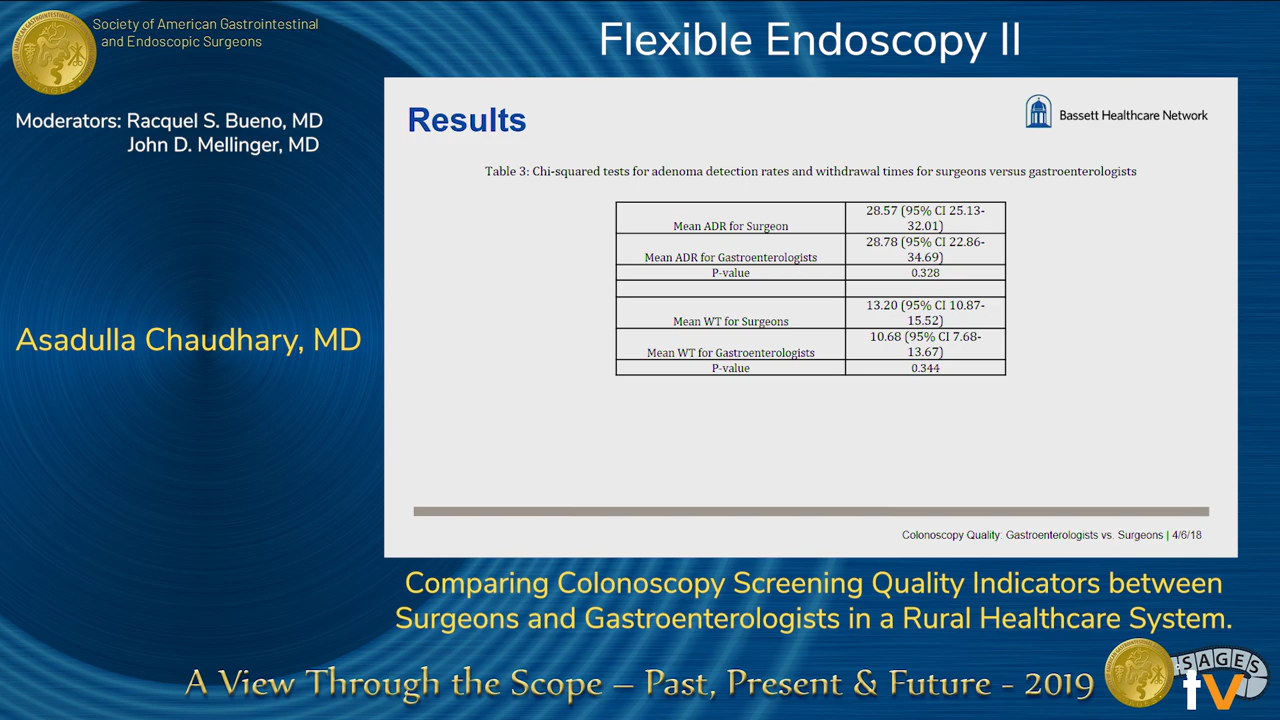 Society of American Gastrointestinal
and Endoscopic Surgeons
Flexible Endoscopy II
Moderators: Racquel S. Bueno, MD
John D. Mellinger, MD
Asadulla Chaudhary, MD
Results
Bassett Healthcare Network
Table 3: Chi-squared tests for adenoma detection rates and withdrawal times for surgeons versus gastroenterologists
Mean ADR for Surgeon
28.57 (95% CI 25.13-
32.01)
Mean ADR for Gastroenterologists
28.78 (95% CI 22.86-
34.69)
P-value
0.328
Mean WT for Surgeons
13.20 (95% CI 10.87-
15.52)
Mean WT for Gastroenterologists
10.68 (95% CI 7.68-
13.67)
P-value
0.344
Colonoscopy Quality: Gastroenterologists vs. Surgeons | 4/6/18
Comparing Colonoscopy Screening Quality Indicators between
Surgeons and Gastroenterologists in a Rural Healthcare System.
A View Through the Scope – Past, Present & Future - 2019
SAGES
tv